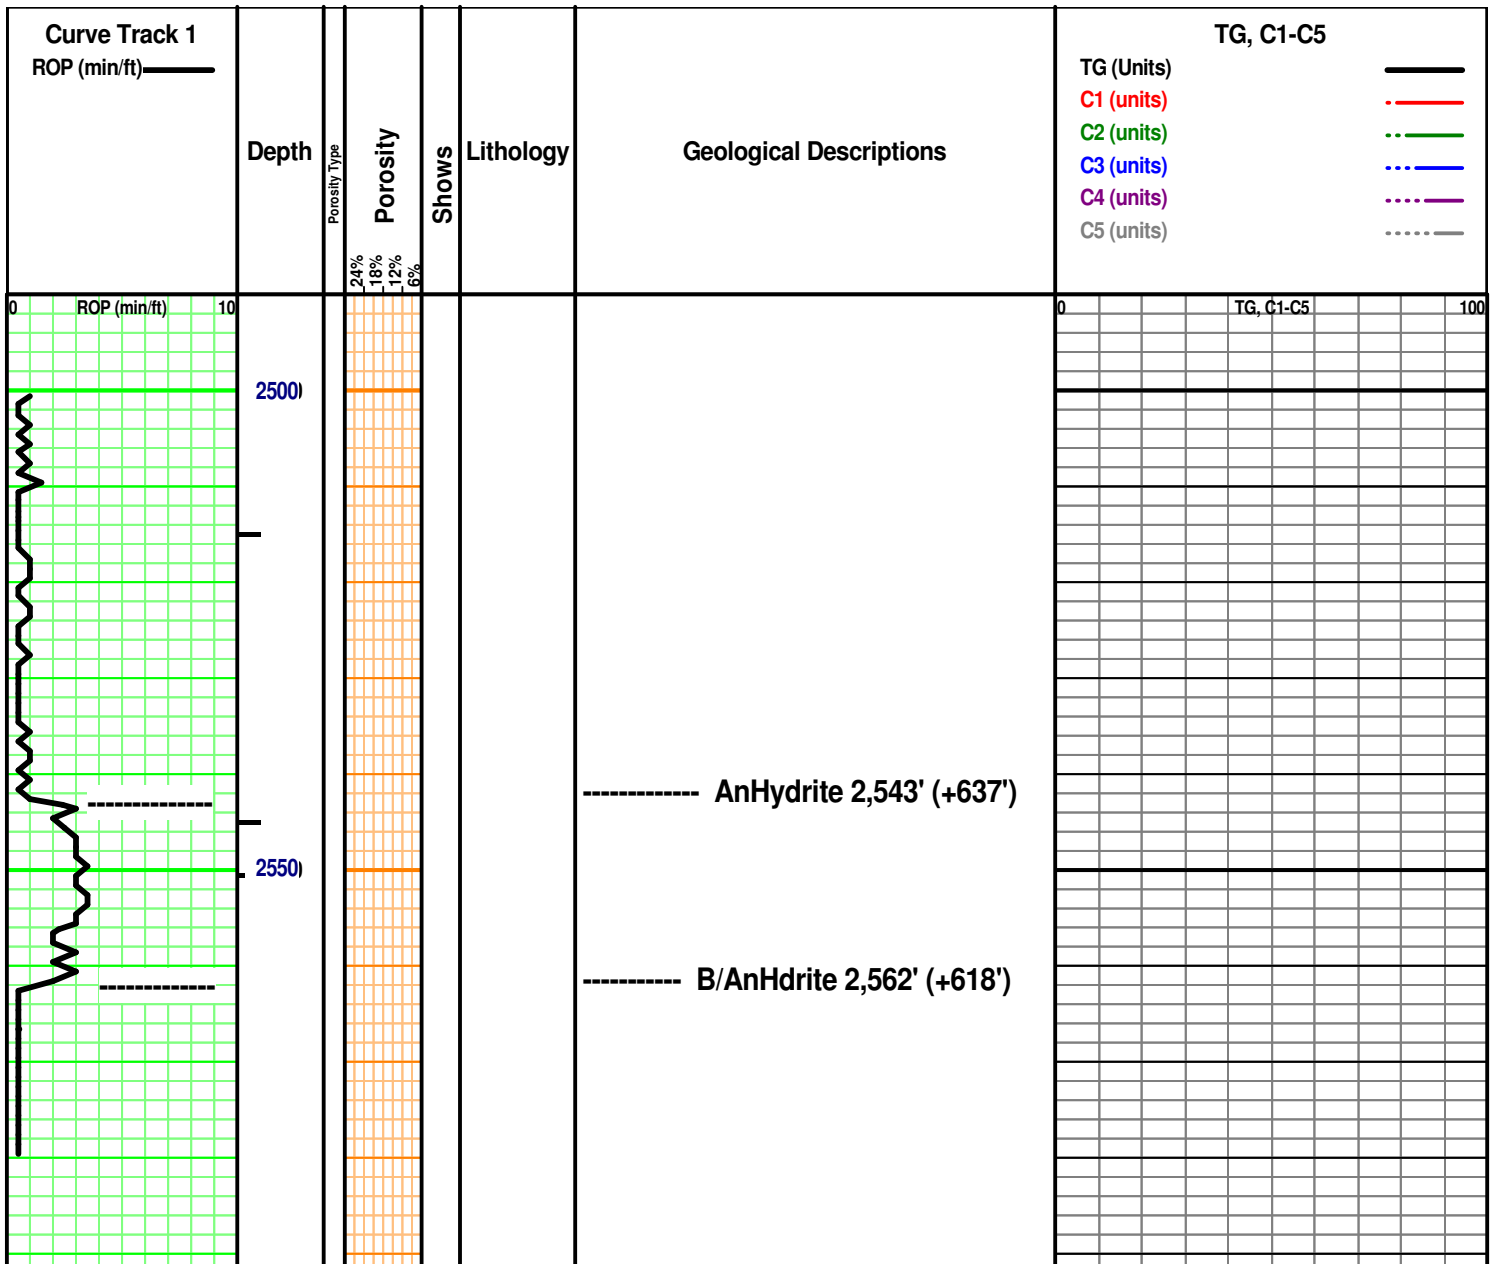 Curve Track 1
ROP (min/ft)
Depth
Porosity Type
Porosity
24%
18%
12%
6%
Shows
Lithology
Geological Descriptions
TG, C1-C5
TG (Units)
C1 (units)
C2 (units)
C3 (units)
C4 (units)
C5 (units)
0 ROP (min/ft) 10
0 TG, C1-C5 100
2500
AnHydrite 2,543' (+637')
2550
B/AnHdrite 2,562' (+618')